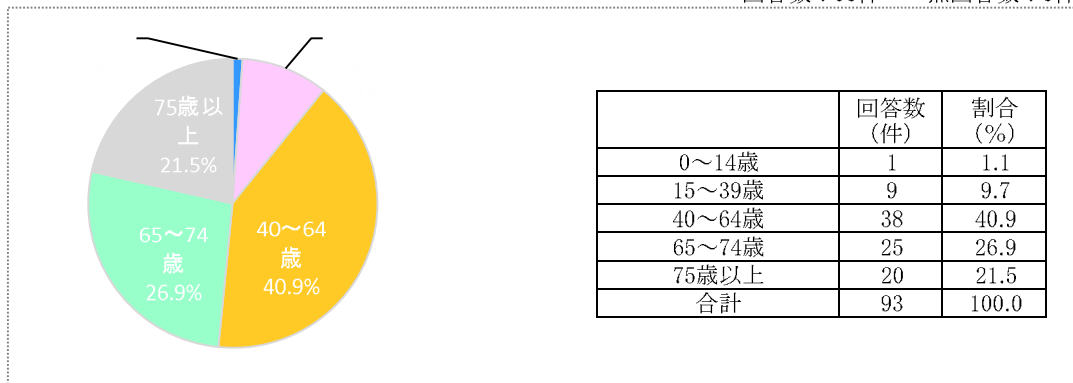 75歳以
上
21.5%
40～64
歳
40.9%
65～74
歳
26.9%
回答数 割合
（件） （%）
0～14歳 1 1.1
15～39歳 9 9.7
40～64歳 38 40.9
65～74歳 25 26.9
75歳以上 20 21.5
合計 93 100.0